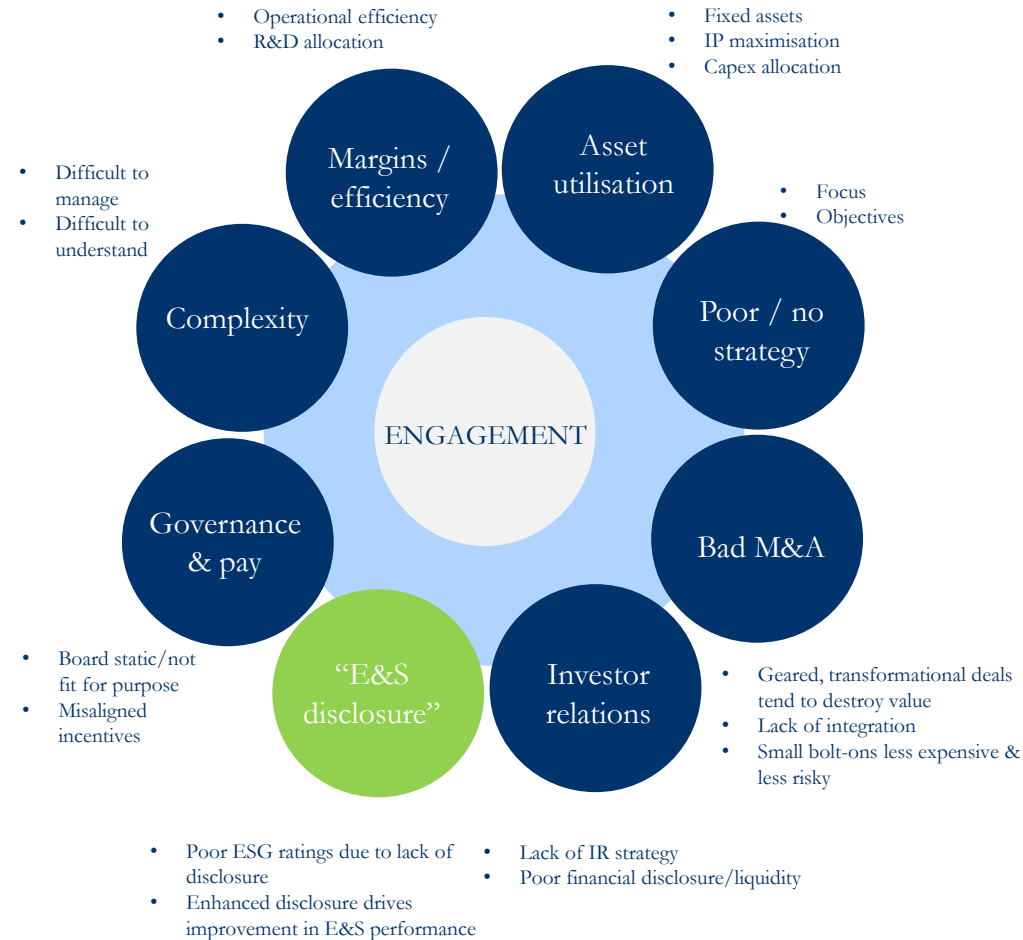 • Operational efficiency
• R&D allocation
• Fixed assets
• IP maximisation
• Capex allocation
Margins /
efficiency
Asset
utilisation
• Difficult to
manage
• Difficult to
understand
• Focus
• Objectives
Complexity
Poor / no
strategy
ENGAGEMENT
Governance
& pay
Bad M&A
• Board static/not
fit for purpose
• Misaligned
incentives
“E&S
disclosure”
Investor
relations
• Geared, transformational deals
tend to destroy value
• Lack of integration
• Small bolt-ons less expensive &
less risky
• Poor ESG ratings due to lack of
disclosure
• Enhanced disclosure drives
improvement in E&S performance
• Lack of IR strategy
• Poor financial disclosure/liquidity